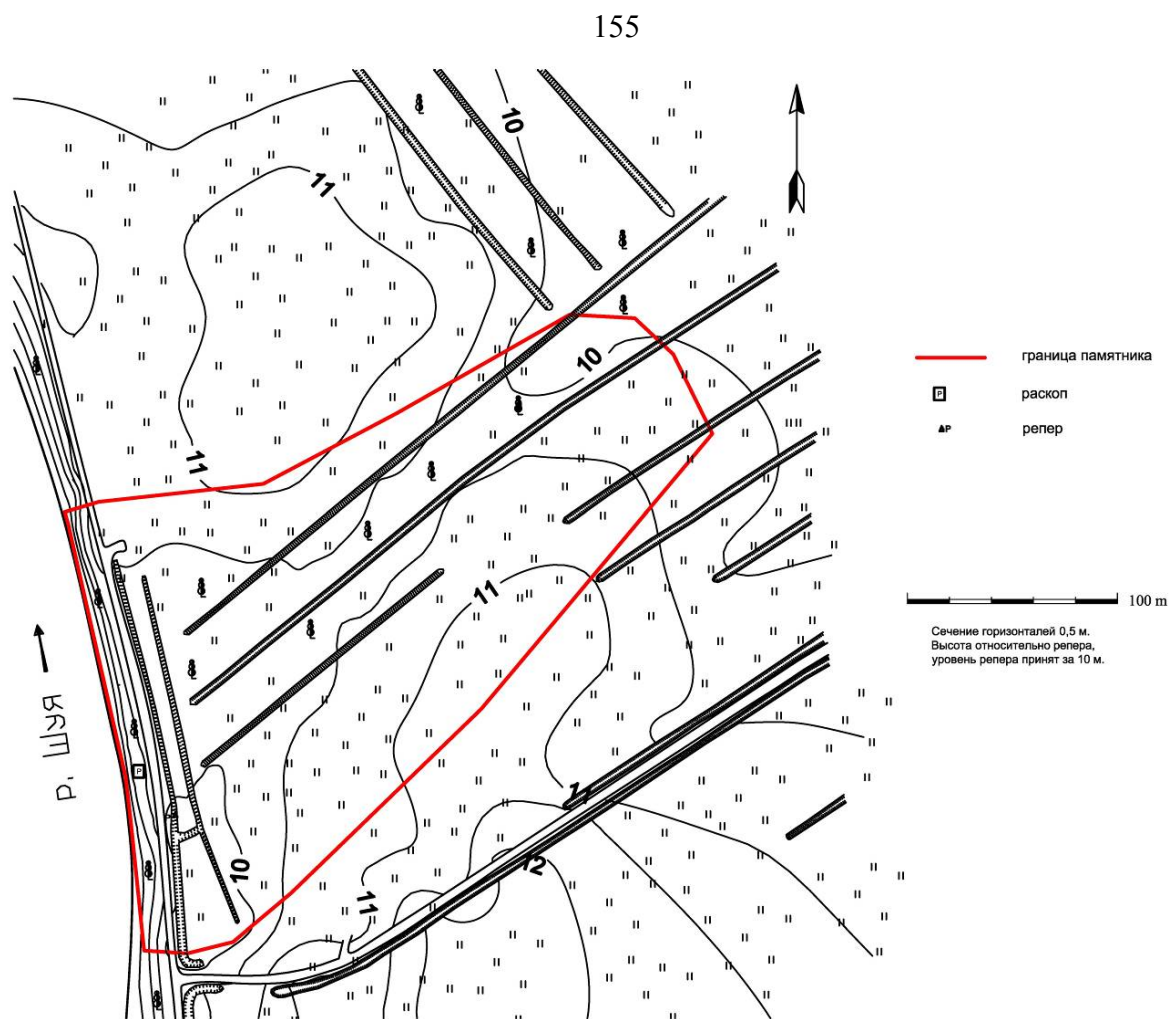 155
10
11
11
10
11
10
11
11
12
р. Шуя
граница памятника
Р
раскоп
Р
репер
100 m
Сечение горизонталей 0,5 м.
Высота относительно репера,
уровень репера принят за 10 м.
Р